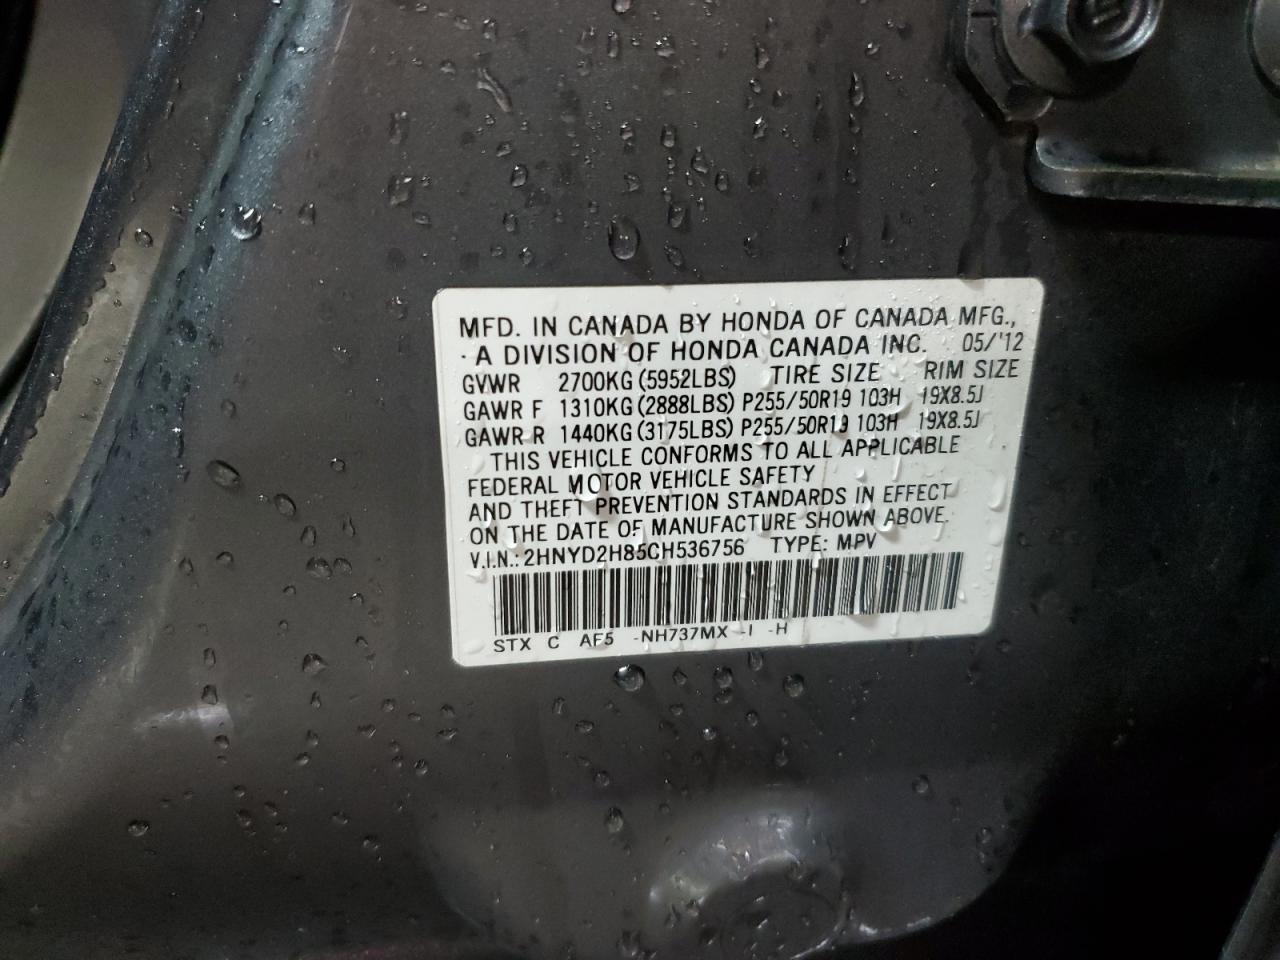 MFD. IN CANADA BY HONDA OF CANADA MFG.,
A DIVISION OF HONDA CANADA INC. 05/'12
GVWR 2700KG (5952LBS) TIRE SIZE RIM SIZE
GAWR F 1310KG (2888LBS) P255/50R19 103H 19X8.5J
GAWR R 1440KG (3175LBS) P255/50R19 103H 19X8.5J
THIS VEHICLE CONFORMS TO ALL APPLICABLE
FEDERAL MOTOR VEHICLE SAFETY
AND THEFT PREVENTION STANDARDS IN EFFECT
ON THE DATE OF MANUFACTURE SHOWN ABOVE.
V.I.N.: 2HNYD2H85CH536756 TYPE: MPV
STX C AF5 -NH737MX -I -H